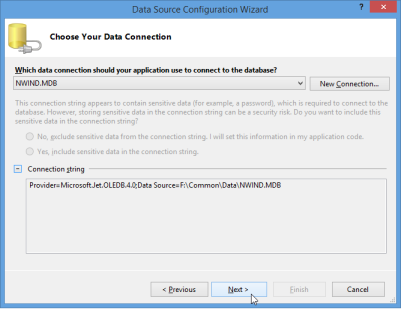 Data Source Configuration Wizard
?
Choose Your Data Connection
Which data connection should your application use to connect to the database?
NWIND.MDB
New Connection...
This connection string appears to contain sensitive data (for example, a password), which is required to connect to the
database. However, storing sensitive data in the connection string can be a security risk. Do you want to include this
sensitive data in the connection string?
No, exclude sensitive data from the connection string. I will set this information in my application code.
Yes, include sensitive data in the connection string.
Connection string
Provider=Microsoft.Jet.OLEDB.4.0;Data Source=F:\Common\Data\NWIND.MDB
< Previous
Next >
Finish
Cancel